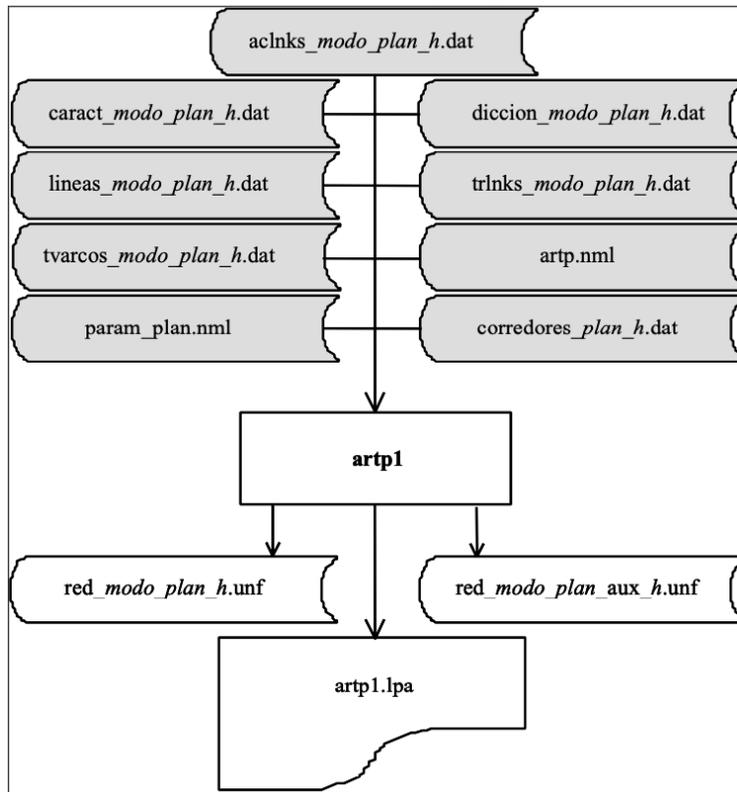 aclnks_modo_plan_h.dat
caract_modo_plan_h.dat
diccion_modo_plan_h.dat
lineas_modo_plan_h.dat
trlnks_modo_plan_h.dat
tvarcos_modo_plan_h.dat
artp.nml
param_plan.nml
corredores_plan_h.dat
artp1
red_modo_plan_h.unf
red_modo_plan_aux_h.unf
artp1.lpa